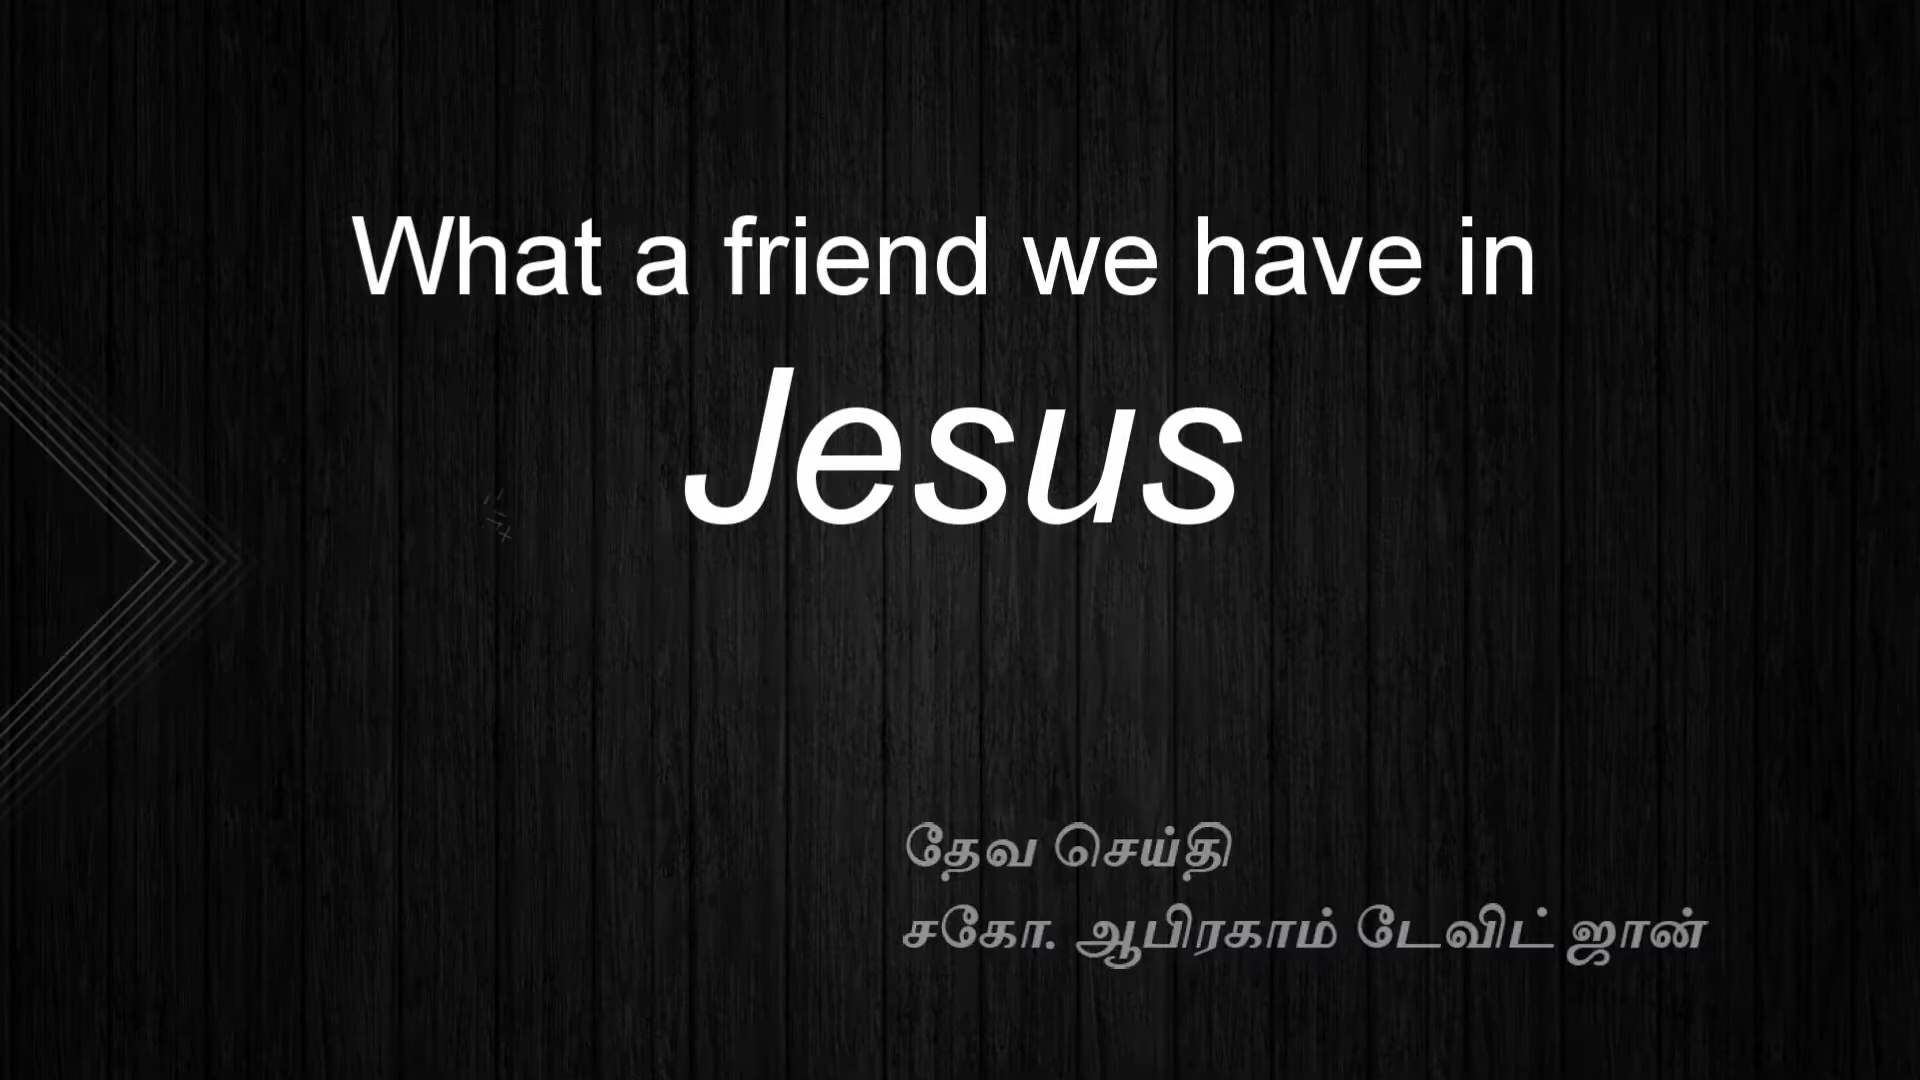 What a friend we have in
Jesus
தேவ செய்தி
சகோ. ஆபிரகாம் டேவிட் ஜான்